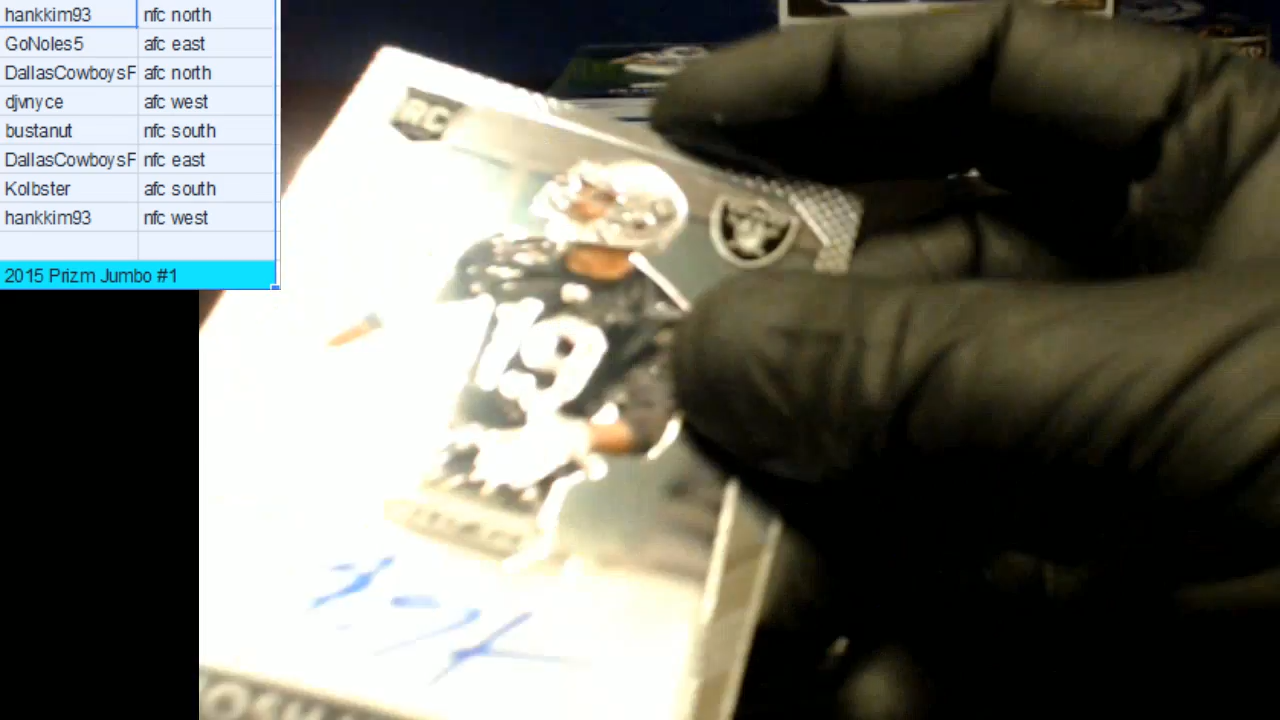 hankkim93 nfc north
GoNoles5 afc east
DallasCowboysF afc north
djvnyce afc west
bustanut nfc south
DallasCowboysF nfc east
Kolbster afc south
hankkim93 nfc west
2015 Prizm Jumbo #1
RC
19